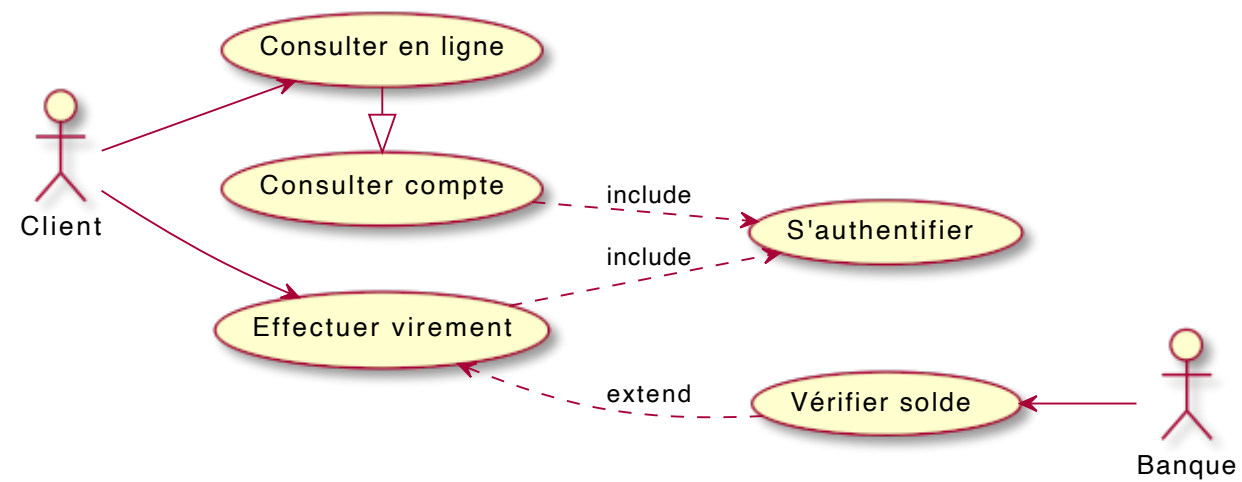 Consulter en ligne
Client
Consulter compte
include
S'authentifier
include
Effectuer virement
extend
Vérifier solde
Banque